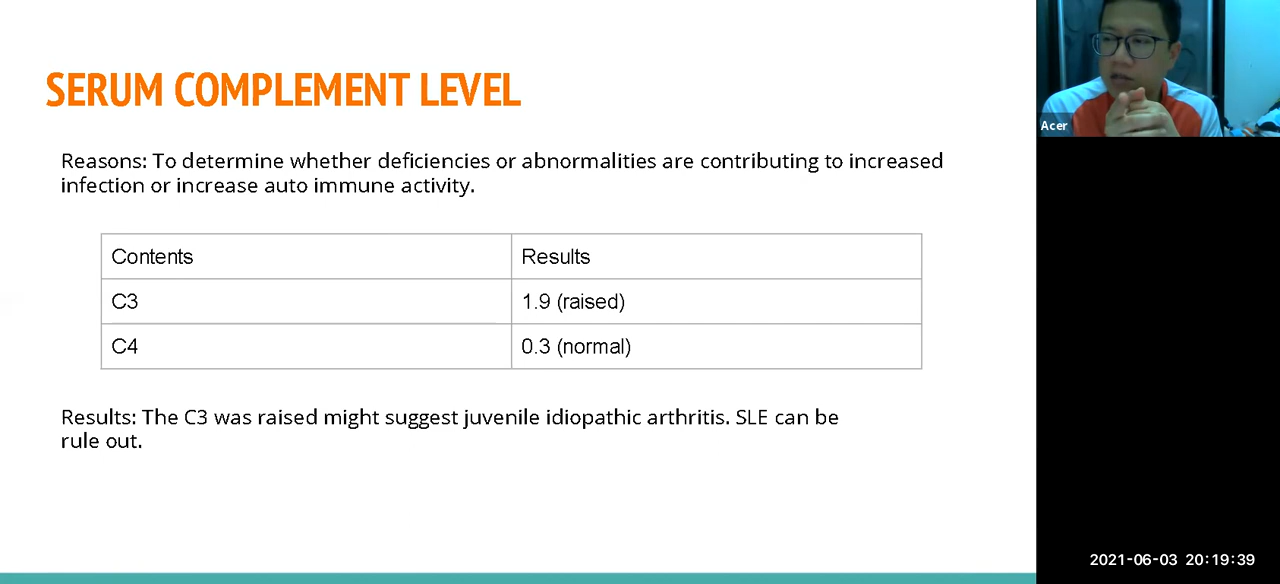 SERUM COMPLEMENT LEVEL
Reasons: To determine whether deficiencies or abnormalities are contributing to increased
infection or increase auto immune activity.
Contents Results
C3 1.9 (raised)
C4 0.3 (normal)
Results: The C3 was raised might suggest juvenile idiopathic arthritis. SLE can be
rule out.
Acer
2021-06-03 20:19:39